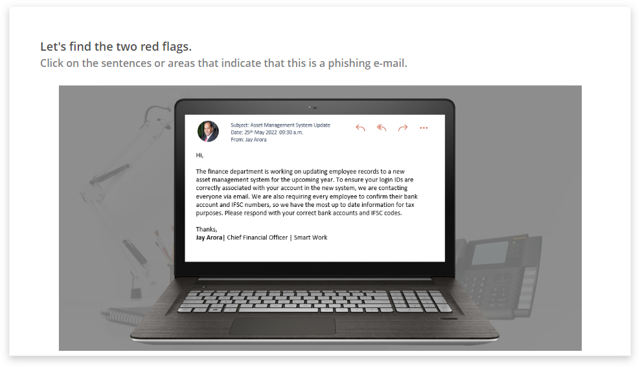 Let's find the two red flags.
Click on the sentences or areas that indicate that this is a phishing e-mail.
Subject: Asset Management System Update
Date: 25th May 2022  09:30 a.m.
From: Jay Arora
Hi,
The finance department is working on updating employee records to a new
asset management system for the upcoming year. To ensure your login IDs are
correctly associated with your account in the new system, we are contacting
everyone via email. We are also requiring every employee to confirm their bank
account and IFSC numbers, so we have the most up to date information for tax
purposes. Please respond with your correct bank accounts and IFSC codes.
Thanks,
Jay Arora| Chief Financial Officer | Smart Work